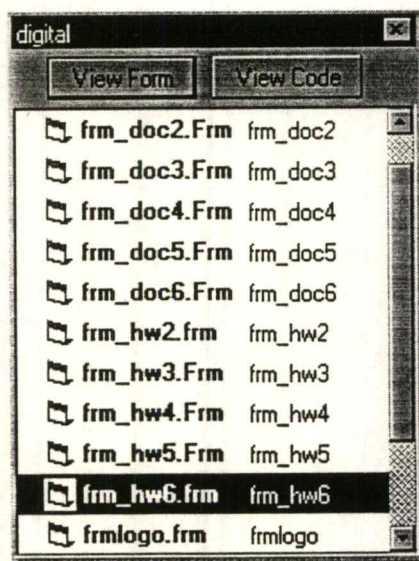 digital
View Form View Code
frm_doc2.Frm frm_doc2
frm_doc3.Frm frm_doc3
frm_doc4.Frm frm_doc4
frm_doc5.Frm frm_doc5
frm_doc6.Frm frm_doc6
frm_hw2.frm frm_hw2
frm_hw3.Frm frm_hw3
frm_hw4.Frm frm_hw4
frm_hw5.Frm frm_hw5
frm_hw6.frm frm_hw6
frmlogo.frm frmlogo